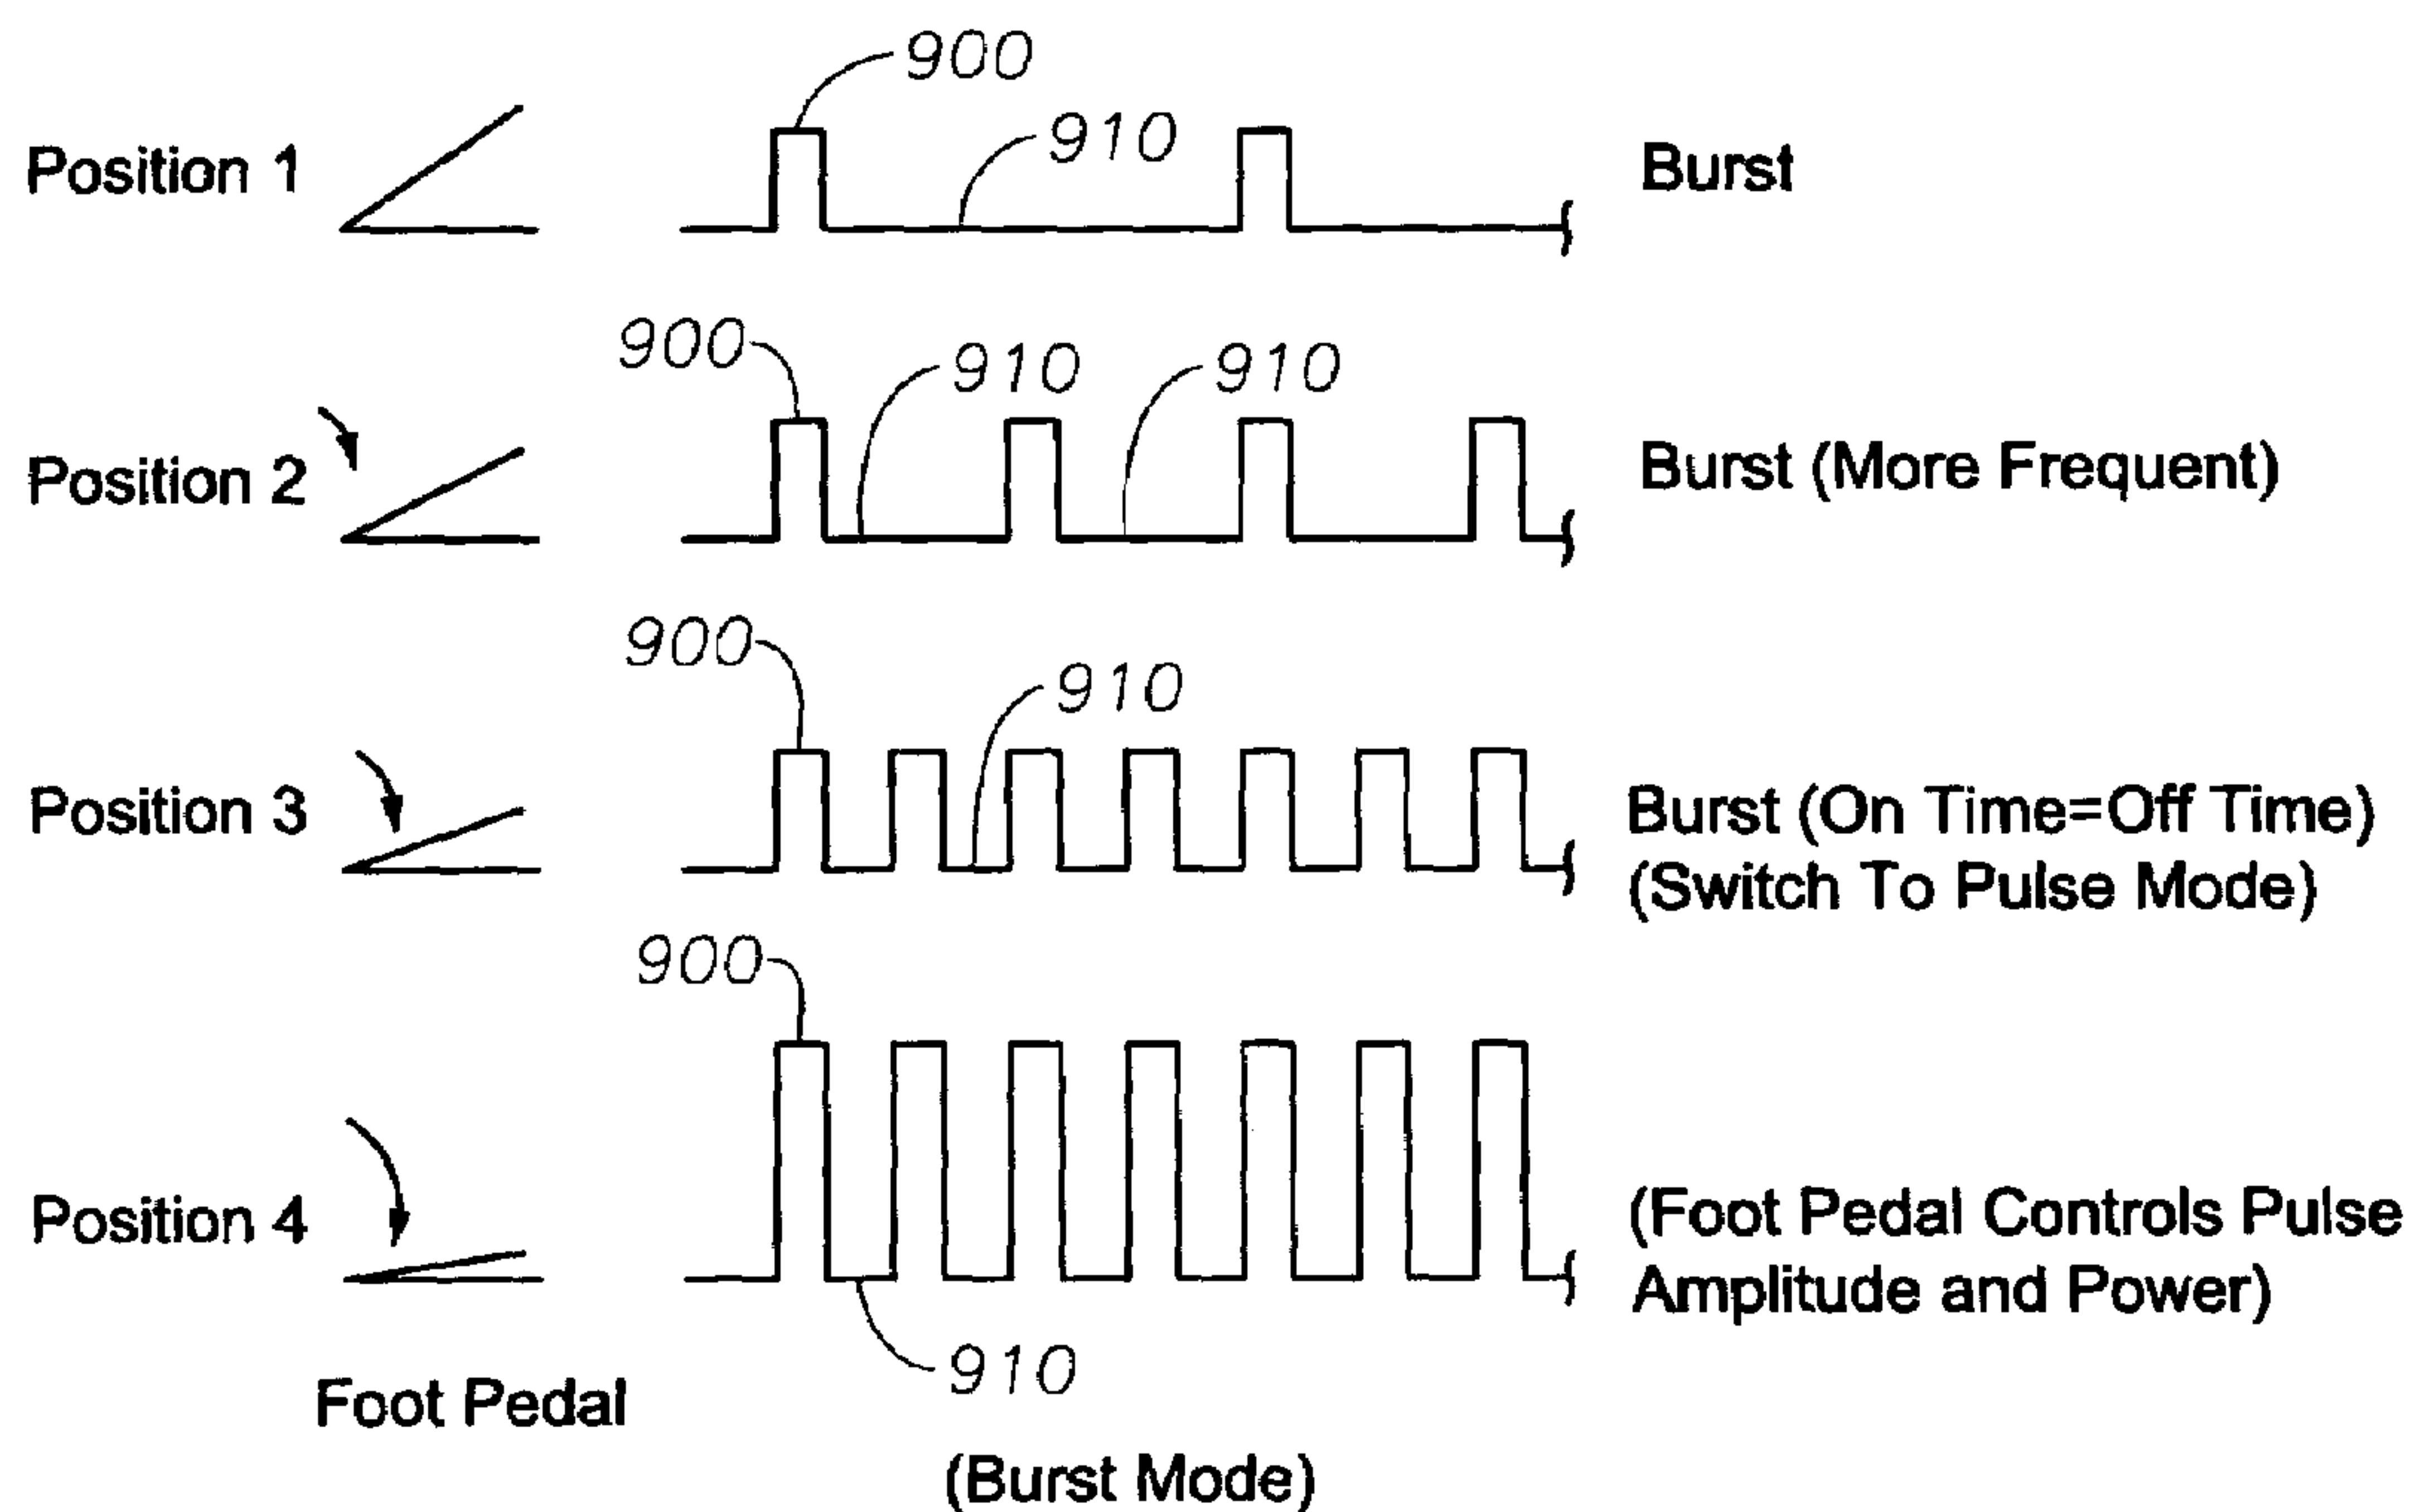 900
910
Position 1
Burst
900
910
910
Position 2
Burst (More Frequent)
900
910
Position 3
Burst (On Time=Off Time)
(Switch To Pulse Mode)
900
Position 4
(Foot Pedal Controls Pulse
Amplitude and Power)
910
Foot Pedal
(Burst Mode)